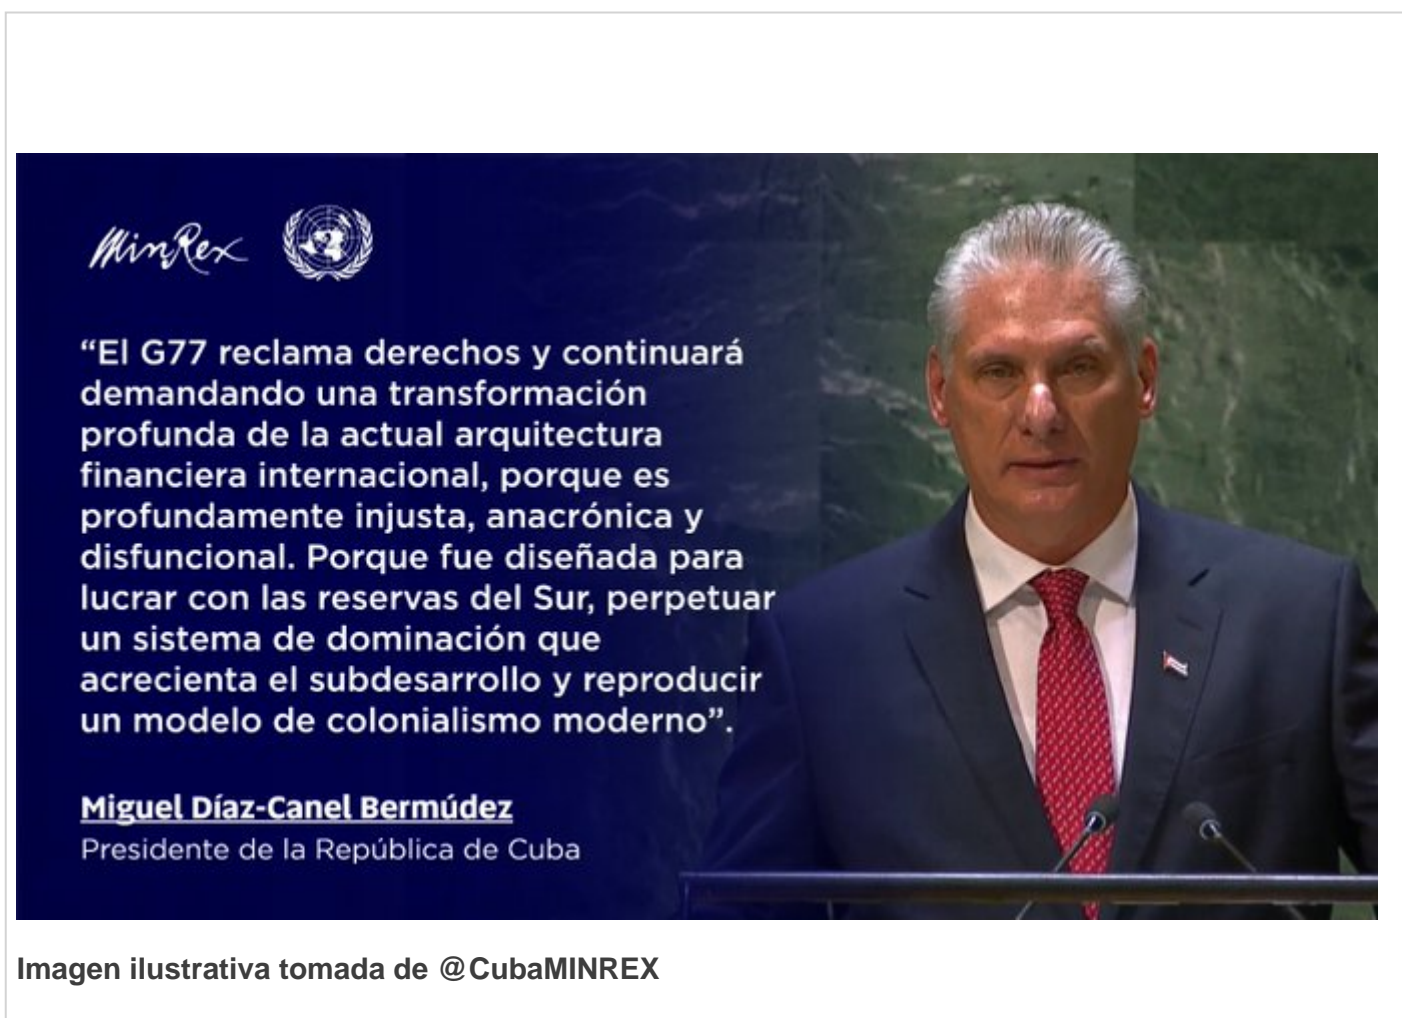 MinRex
“El G77 reclama derechos y continuará
demandando una transformación
profunda de la actual arquitectura
financiera internacional, porque es
profundamente injusta, anacrónica y
disfuncional. Porque fue diseñada para
lucrar con las reservas del Sur, perpetuar
un sistema de dominación que
acrecienta el subdesarrollo y reproducir
un modelo de colonialismo moderno”.
Miguel Díaz-Canel Bermúdez
Presidente de la República de Cuba
Imagen ilustrativa tomada de @CubaMINREX